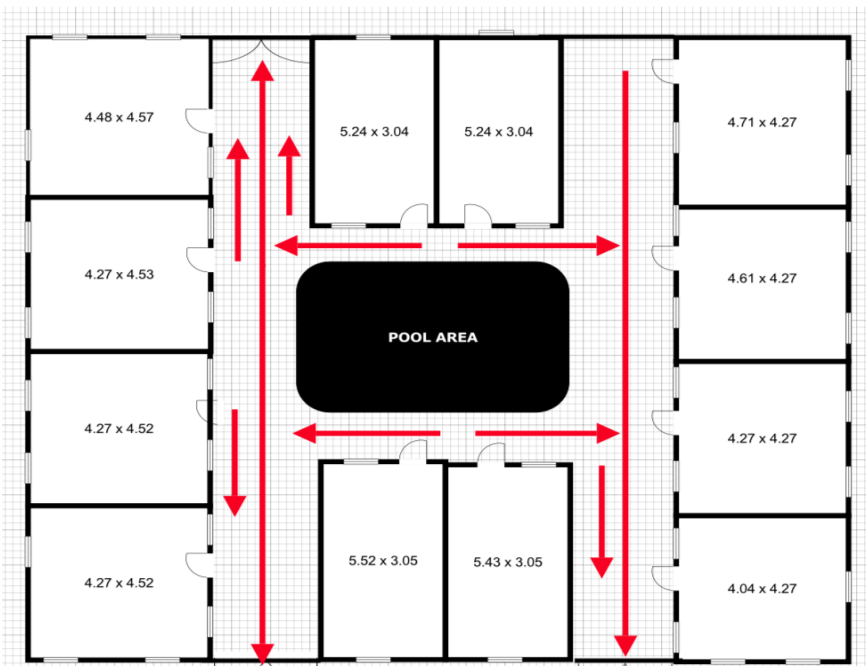 4.48 x 4.57
5.24 x 3.04
5.24 x 3.04
4.71 x 4.27
4.27 x 4.53
4.61 x 4.27
POOL AREA
4.27 x 4.52
4.27 x 4.27
5.52 x 3.05
5.43 x 3.05
4.27 x 4.52
4.04 x 4.27